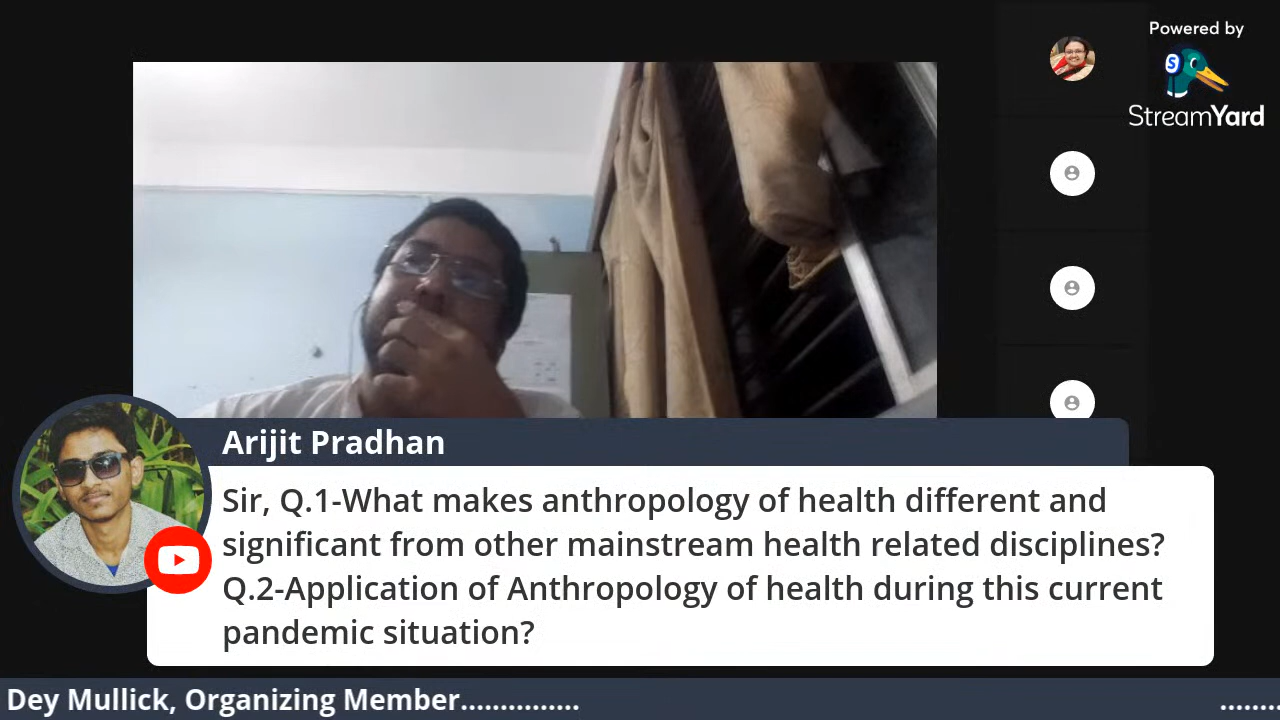 Powered by
S
StreamYard
Arijit Pradhan
Sir, Q.1-What makes anthropology of health different and
significant from other mainstream health related disciplines?
Q.2-Application of Anthropology of health during this current
pandemic situation?
Dey Mullick, Organizing Member...............
........